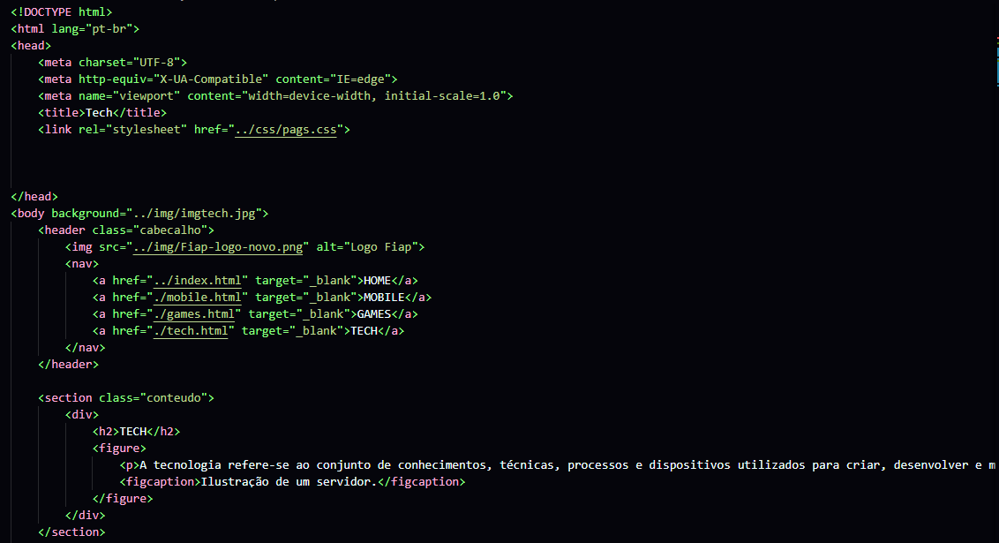 <!DOCTYPE html>
<html lang="pt-br">
<head>
    <meta charset="UTF-8">
    <meta http-equiv="X-UA-Compatible" content="IE=edge">
    <meta name="viewport" content="width=device-width, initial-scale=1.0">
    <title>Tech</title>
    <link rel="stylesheet" href="../css/pags.css">
</head>
<body background="../img/imgtech.jpg">
    <header class="cabecalho">
        <img src="../img/Fiap-logo-novo.png" alt="Logo Fiap">
        <nav>
            <a href="../index.html" target="_blank">HOME</a>
            <a href="./mobile.html" target="_blank">MOBILE</a>
            <a href="./games.html" target="_blank">GAMES</a>
            <a href="./tech.html" target="_blank">TECH</a>
        </nav>
    </header>
    <section class="conteudo">
        <div>
            <h2>TECH</h2>
            <figure>
                <p>A tecnologia refere-se ao conjunto de conhecimentos, técnicas, processos e dispositivos utilizados para criar, desenvolver e m
                <figcaption>Ilustração de um servidor.</figcaption>
            </figure>
        </div>
    </section>